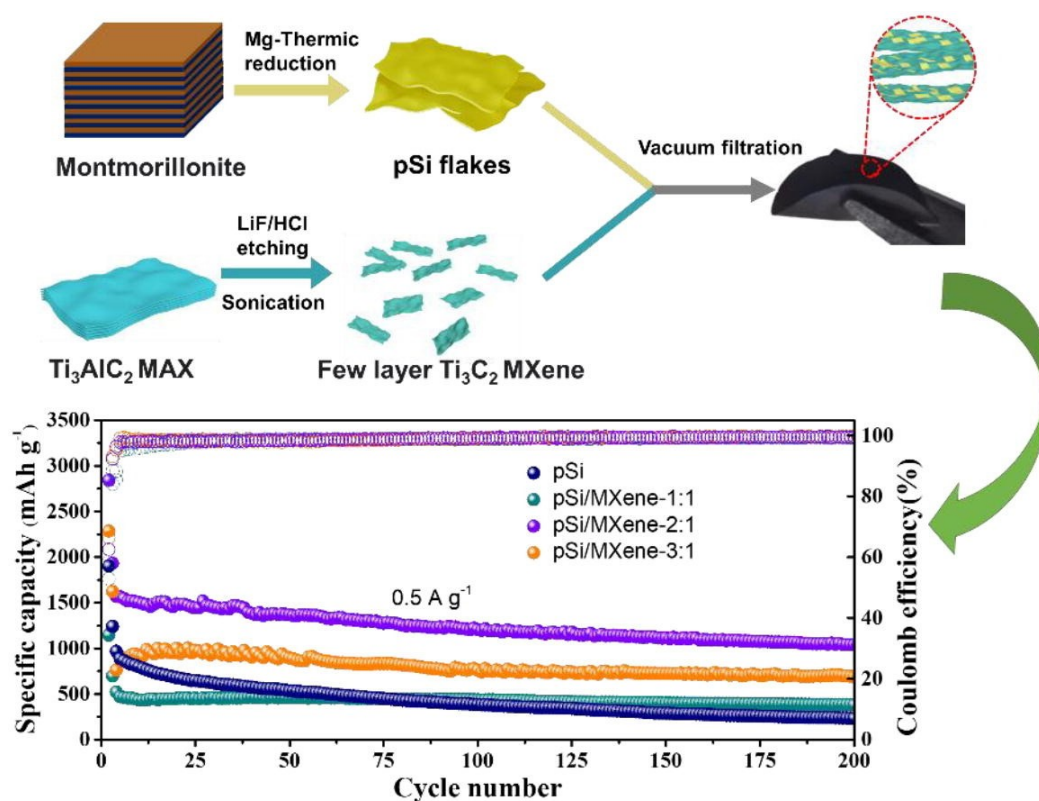 Mg-Thermic
reduction
Montmorillonite
pSi flakes
Vacuum filtration
LiF/HCl
etching
Sonication
Ti₃AlC₂ MAX
Few layer Ti₃C₂ MXene
Specific capacity (mAh g⁻¹)
3500
3000
2500
2000
1500
1000
500
0
pSi
pSi/MXene-1:1
pSi/MXene-2:1
pSi/MXene-3:1
0.5 A g⁻¹
100
80
60
40
20
0
Coulomb efficiency(%)
0 25 50 75 100 125 150 175 200
Cycle number